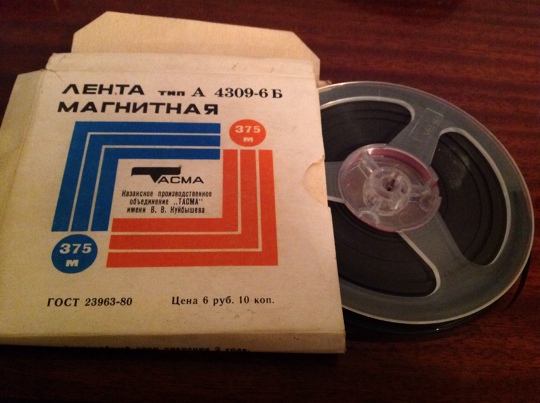 ЛЕНТА тип А 4309-6Б
МАГНИТНАЯ
375
м
ТАСМА
Казанское производственное
объединение „ТАСМА"
имени В. В. Куйбышева
375
м
ГОСТ 23963-80 Цена 6 руб. 10 коп.